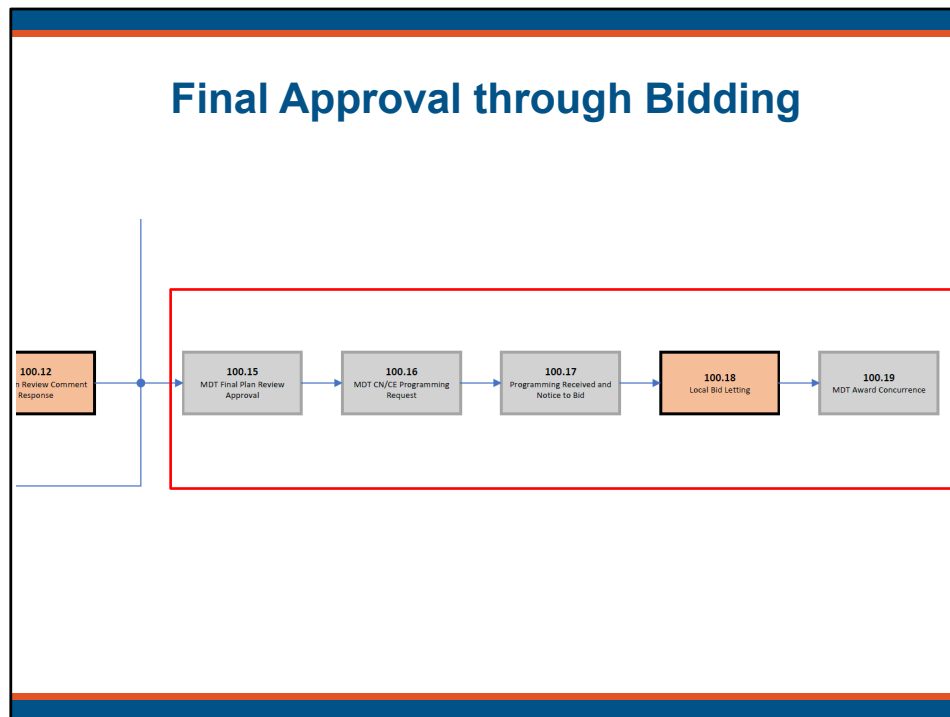 Final Approval through Bidding
100.12
Review Comment
Response
100.15
MDT Final Plan Review
Approval
100.16
MDT CN/CE Programming
Request
100.17
Programming Received and
Notice to Bid
100.18
Local Bid Letting
100.19
MDT Award Concurrence